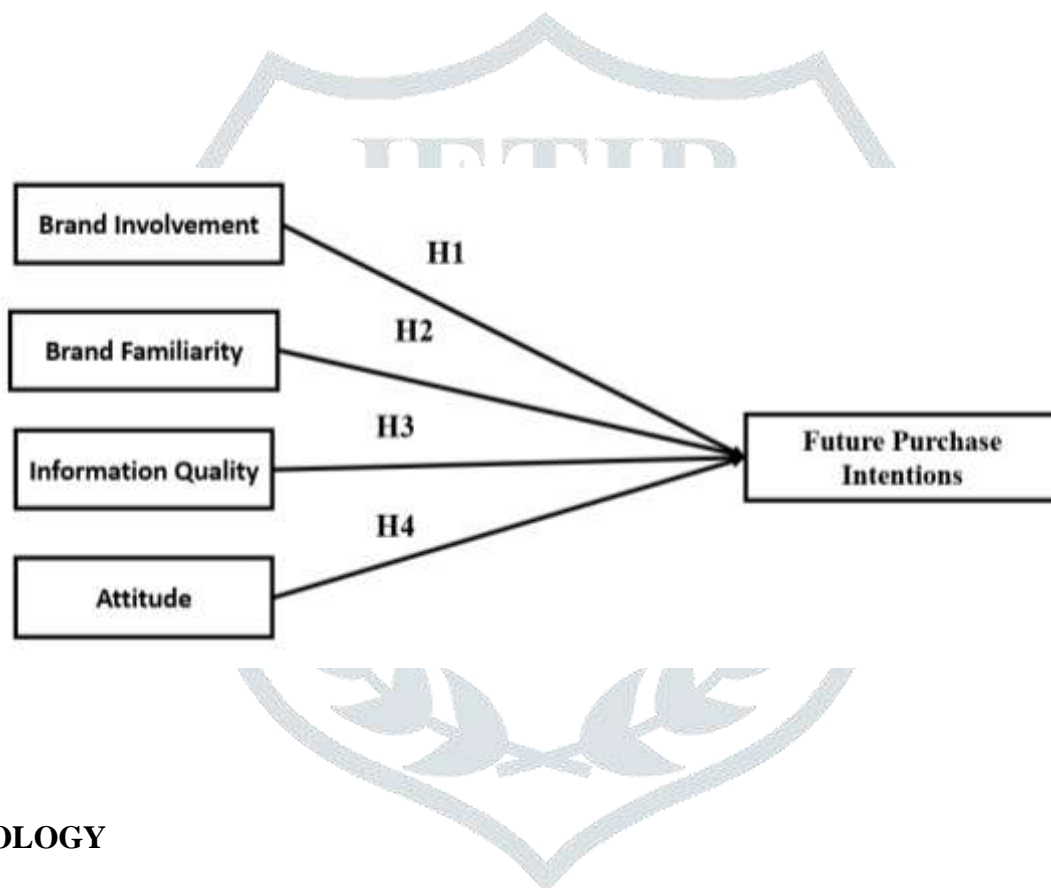 Brand Involvement
H1
H2
Brand Familiarity
H3
Information Quality
Future Purchase
Intentions
H4
Attitude
OLOGY